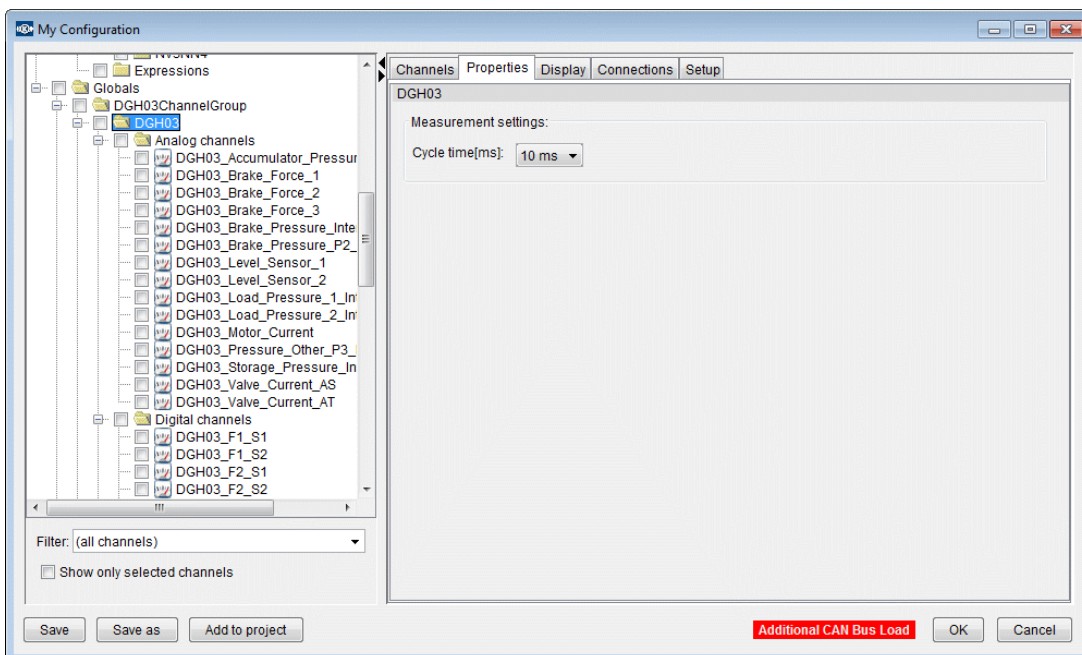 My Configuration
Expressions
Globals
DGH03ChannelGroup
DGH03
Analog channels
DGH03_Accumulator_Pressur
DGH03_Brake_Force_1
DGH03_Brake_Force_2
DGH03_Brake_Force_3
DGH03_Brake_Pressure_Inte
DGH03_Brake_Pressure_P2_
DGH03_Level_Sensor_1
DGH03_Level_Sensor_2
DGH03_Load_Pressure_1_In
DGH03_Load_Pressure_2_In
DGH03_Motor_Current
DGH03_Pressure_Other_P3_
DGH03_Storage_Pressure_In
DGH03_Valve_Current_AS
DGH03_Valve_Current_AT
Digital channels
DGH03_F1_S1
DGH03_F1_S2
DGH03_F2_S1
DGH03_F2_S2
Filter: (all channels)
Show only selected channels
Channels Properties Display Connections Setup
DGH03
Measurement settings:
Cycle time[ms]: 10 ms
Save Save as Add to project Additional CAN Bus Load OK Cancel